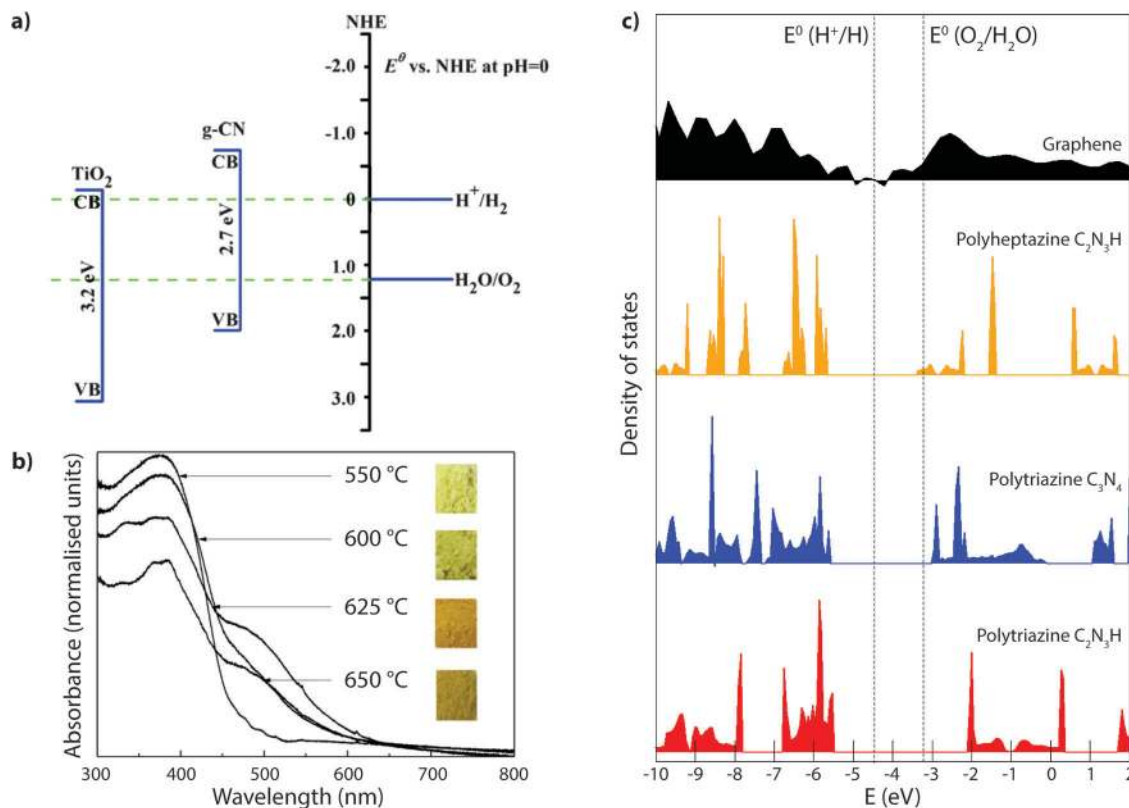 a)
NHE
-2.0
E^θ vs. NHE at pH=0
-1.0
g-CN
CB
TiO₂
CB
0
H⁺/H₂
2.7 eV
3.2 eV
1.0
H₂O/O₂
VB
2.0
VB
3.0
b)
Absorbance (normalised units)
550 °C
600 °C
625 °C
650 °C
300 400 500 600 700 800
Wavelength (nm)
c)
E⁰ (H⁺/H)
E⁰ (O₂/H₂O)
Graphene
Polyheptazine C₂N₃H
Density of states
Polytriazine C₃N₄
Polytriazine C₂N₃H
-10 -9 -8 -7 -6 -5 -4 -3 -2 -1 0 1 2
E (eV)